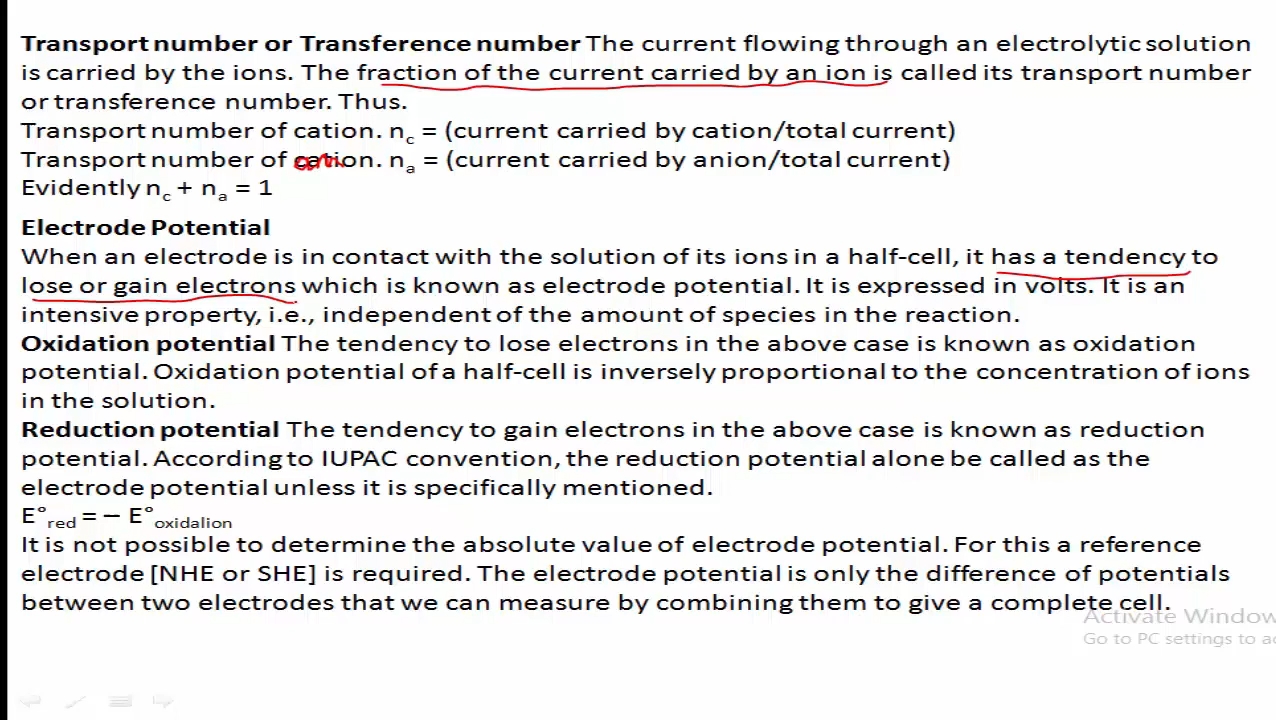 Transport number or Transference number The current flowing through an electrolytic solution
is carried by the ions. The fraction of the current carried by an ion is called its transport number
or transference number. Thus.
Transport number of cation. nc = (current carried by cation/total current)
Transport number of cation. na = (current carried by anion/total current)
Evidently nc + na = 1
Electrode Potential
When an electrode is in contact with the solution of its ions in a half-cell, it has a tendency to
lose or gain electrons which is known as electrode potential. It is expressed in volts. It is an
intensive property, i.e., independent of the amount of species in the reaction.
Oxidation potential The tendency to lose electrons in the above case is known as oxidation
potential. Oxidation potential of a half-cell is inversely proportional to the concentration of ions
in the solution.
Reduction potential The tendency to gain electrons in the above case is known as reduction
potential. According to IUPAC convention, the reduction potential alone be called as the
electrode potential unless it is specifically mentioned.
E°red = – E°oxidalion
It is not possible to determine the absolute value of electrode potential. For this a reference
electrode [NHE or SHE] is required. The electrode potential is only the difference of potentials
between two electrodes that we can measure by combining them to give a complete cell.
Activate Window
Go to PC settings to ac